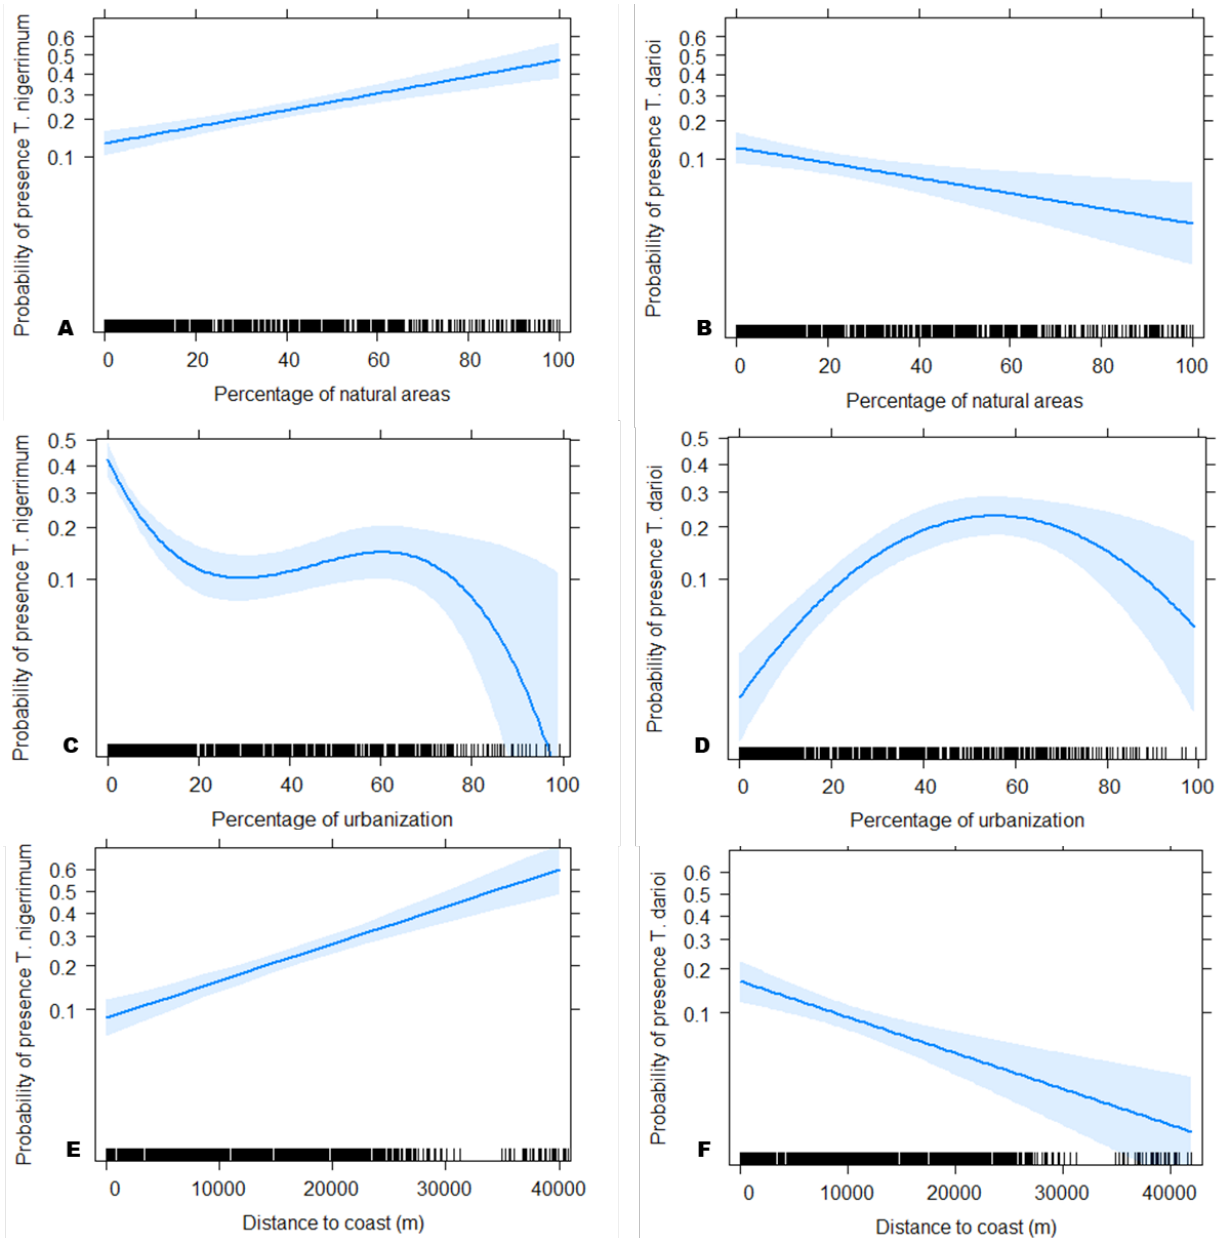 Probability of presence T. nigerrimum
0.6
0.5
0.4
0.3
0.2
0.1
A
0 20 40 60 80 100
Percentage of natural areas
Probability of presence T. darioi
0.6
0.5
0.4
0.3
0.2
0.1
B
0 20 40 60 80 100
Percentage of natural areas
Probability of presence T. nigerrimum
0.5
0.4
0.3
0.2
0.1
C
0 20 40 60 80 100
Percentage of urbanization
Probability of presence T. darioi
0.5
0.4
0.3
0.2
0.1
D
0 20 40 60 80 100
Percentage of urbanization
Probability of presence T. nigerrimum
0.6
0.5
0.4
0.3
0.2
0.1
E
0 10000 20000 30000 40000
Distance to coast (m)
Probability of presence T. darioi
0.6
0.5
0.4
0.3
0.2
0.1
F
0 10000 20000 30000 40000
Distance to coast (m)